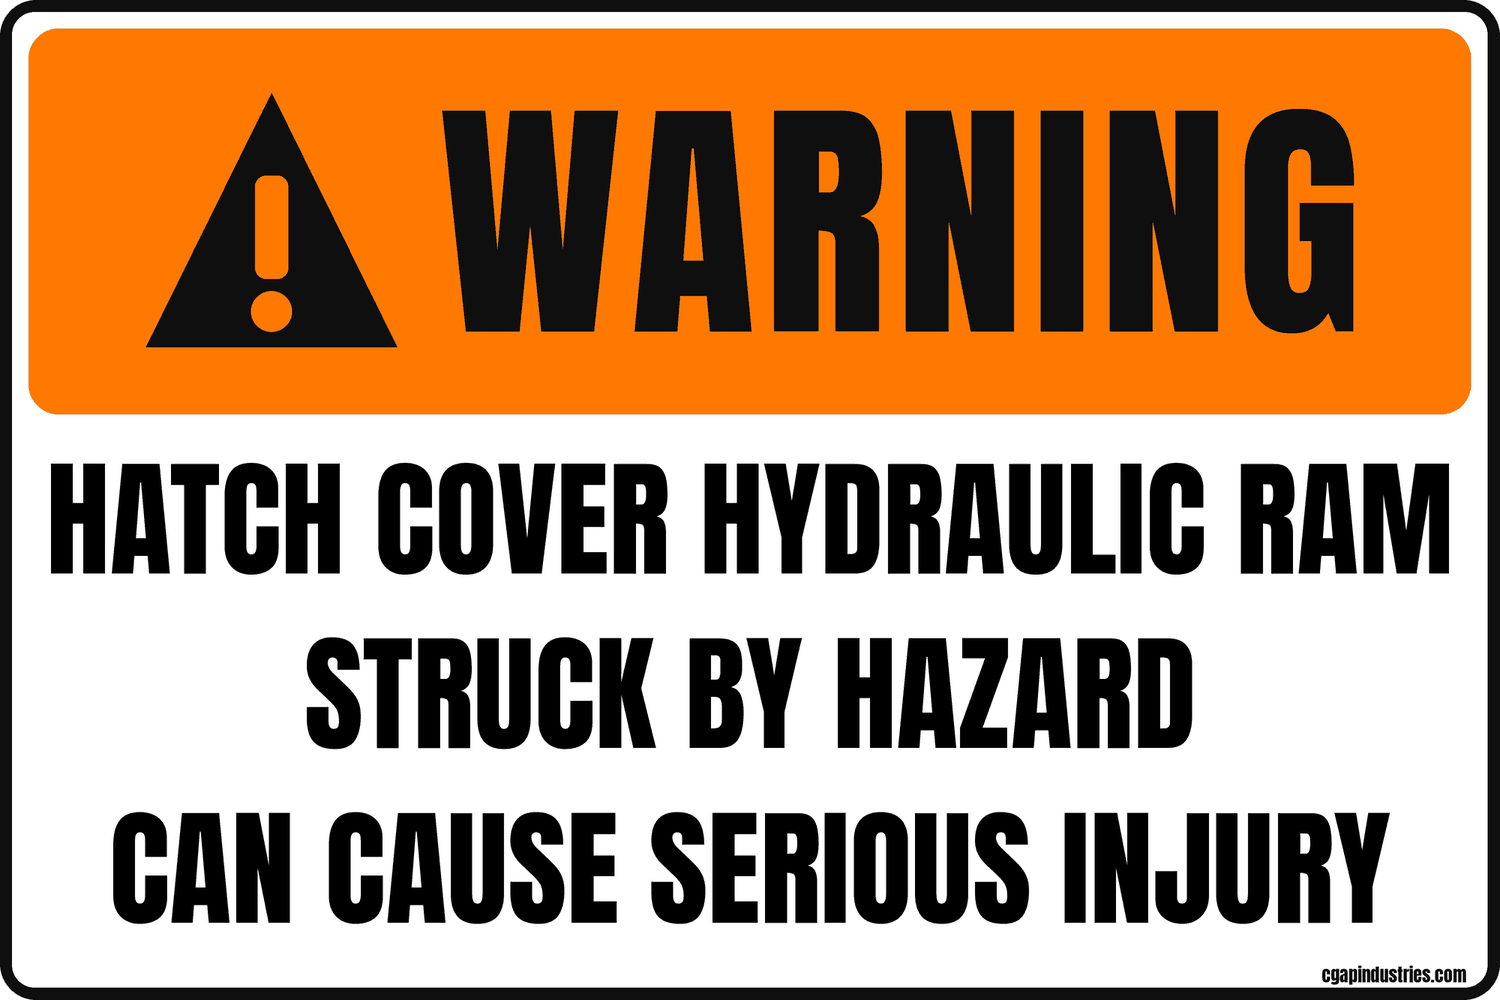 WARNING
HATCH COVER HYDRAULIC RAM
STRUCK BY HAZARD
CAN CAUSE SERIOUS INJURY
cgapindustries.com